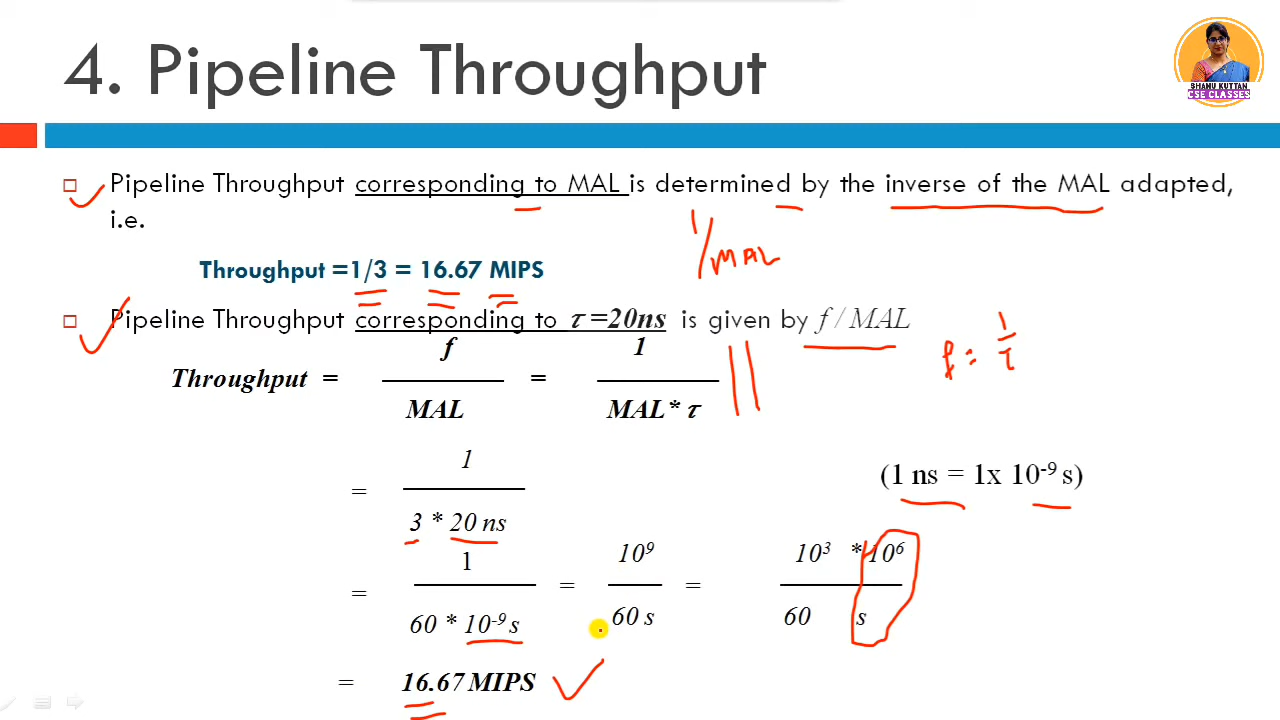 4. Pipeline Throughput
SHANU KUTTAN
CSE CLASSES
Pipeline Throughput corresponding to MAL is determined by the inverse of the MAL adapted,
i.e.
1/MAL
Throughput =1/3 = 16.67 MIPS
Pipeline Throughput corresponding to τ =20ns is given by f / MAL
f = 1/τ
f 1
Throughput = =
MAL MAL * τ
1
=
3 * 20 ns
(1 ns = 1x 10⁻⁹ s)
1 10⁹ 10³ * 10⁶
= = =
60 * 10⁻⁹ s 60 s 60 s
= 16.67 MIPS